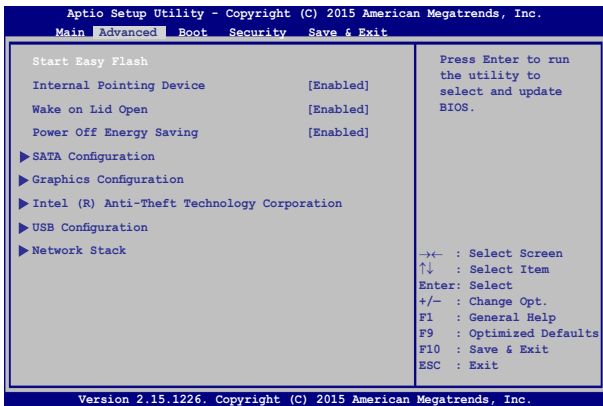 Aptio Setup Utility - Copyright (C) 2015 American Megatrends, Inc.
Main Advanced Boot Security Save & Exit
Start Easy Flash
Internal Pointing Device [Enabled]
Wake on Lid Open [Enabled]
Power Off Energy Saving [Enabled]
SATA Configuration
Graphics Configuration
Intel (R) Anti-Theft Technology Corporation
USB Configuration
Network Stack
Press Enter to run
the utility to
select and update
BIOS.
→← : Select Screen
↑↓ : Select Item
Enter: Select
+/— : Change Opt.
F1 : General Help
F9 : Optimized Defaults
F10 : Save & Exit
ESC : Exit
Version 2.15.1226. Copyright (C) 2015 American Megatrends, Inc.